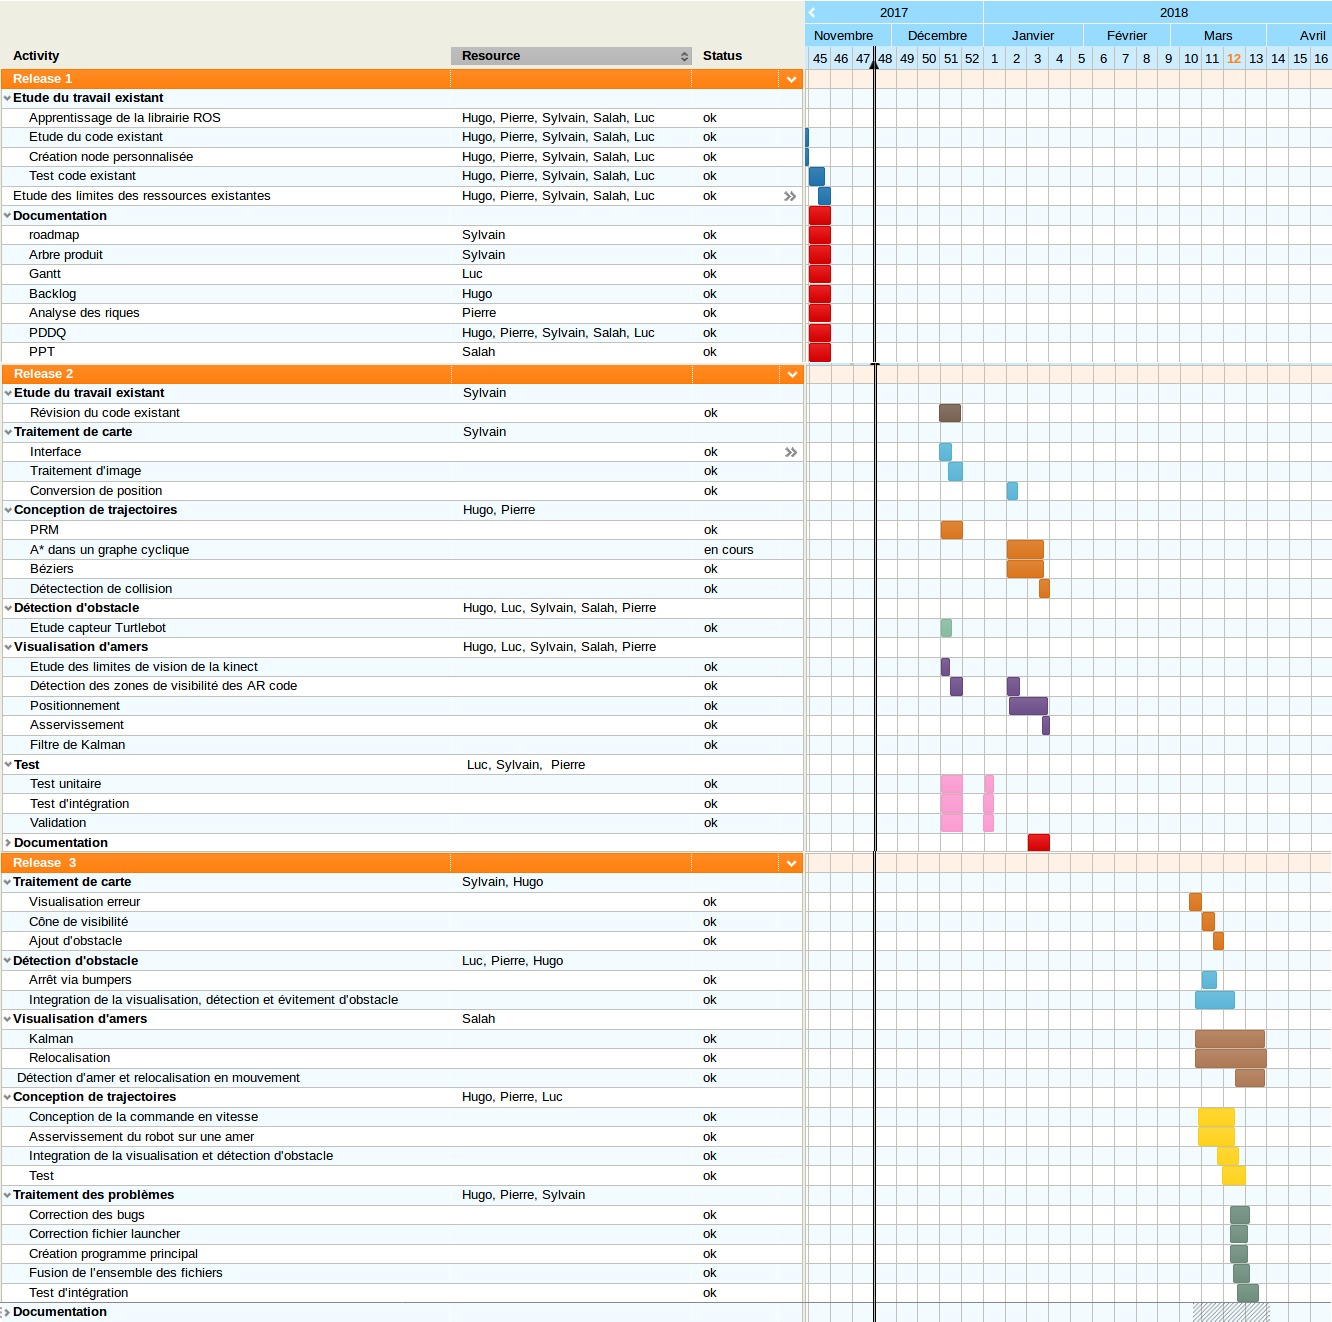 2017 2018
Novembre Décembre Janvier Février Mars Avril
Activity Resource Status 45 46 47 48 49 50 51 52 1 2 3 4 5 6 7 8 9 10 11 12 13 14 15 16
Release 1
Etude du travail existant
Apprentissage de la librairie ROS Hugo, Pierre, Sylvain, Salah, Luc ok
Etude du code existant Hugo, Pierre, Sylvain, Salah, Luc ok
Création node personnalisée Hugo, Pierre, Sylvain, Salah, Luc ok
Test code existant Hugo, Pierre, Sylvain, Salah, Luc ok
Etude des limites des ressources existantes Hugo, Pierre, Sylvain, Salah, Luc ok
Documentation
roadmap Sylvain ok
Arbre produit Sylvain ok
Gantt Luc ok
Backlog Hugo ok
Analyse des riques Pierre ok
PDDQ Hugo, Pierre, Sylvain, Salah, Luc ok
PPT Salah ok
Release 2
Etude du travail existant Sylvain
Révision du code existant ok
Traitement de carte Sylvain
Interface ok
Traitement d'image ok
Conversion de position ok
Conception de trajectoires Hugo, Pierre
PRM ok
A* dans un graphe cyclique en cours
Béziers ok
Détectection de collision ok
Détection d'obstacle Hugo, Luc, Sylvain, Salah, Pierre
Etude capteur Turtlebot ok
Visualisation d'amers Hugo, Luc, Sylvain, Salah, Pierre
Etude des limites de vision de la kinect ok
Détection des zones de visibilité des AR code ok
Positionnement ok
Asservissement ok
Filtre de Kalman ok
Test Luc, Sylvain, Pierre
Test unitaire ok
Test d'intégration ok
Validation ok
Documentation
Release 3
Traitement de carte Sylvain, Hugo
Visualisation erreur ok
Cône de visibilité ok
Ajout d'obstacle ok
Détection d'obstacle Luc, Pierre, Hugo
Arrêt via bumpers ok
Integration de la visualisation, détection et évitement d'obstacle ok
Visualisation d'amers Salah
Kalman ok
Relocalisation ok
Détection d'amer et relocalisation en mouvement ok
Conception de trajectoires Hugo, Pierre, Luc
Conception de la commande en vitesse ok
Asservissement du robot sur une amer ok
Integration de la visualisation et détection d'obstacle ok
Test ok
Traitement des problèmes Hugo, Pierre, Sylvain
Correction des bugs ok
Correction fichier launcher ok
Création programme principal ok
Fusion de l'ensemble des fichiers ok
Test d'intégration ok
Documentation